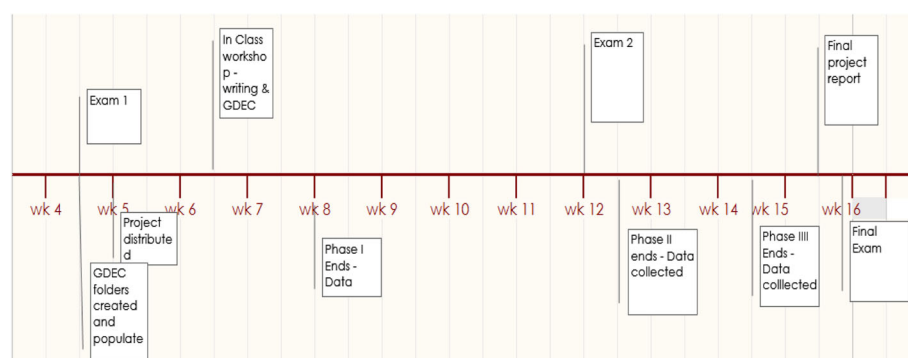 In Class
worksho
p -
writing &
GDEC
Exam 2
Final
project
report
Exam 1
wk 4
wk 5
wk 6
wk 7
wk 8
wk 9
wk 10
wk 11
wk 12
wk 13
wk 14
wk 15
wk 16
Project
distribute
d
GDEC
folders
created
and
populate
Phase I
Ends -
Data
Phase II
ends - Data
collected
Phase IIII
Ends -
Data
colllected
Final
Exam